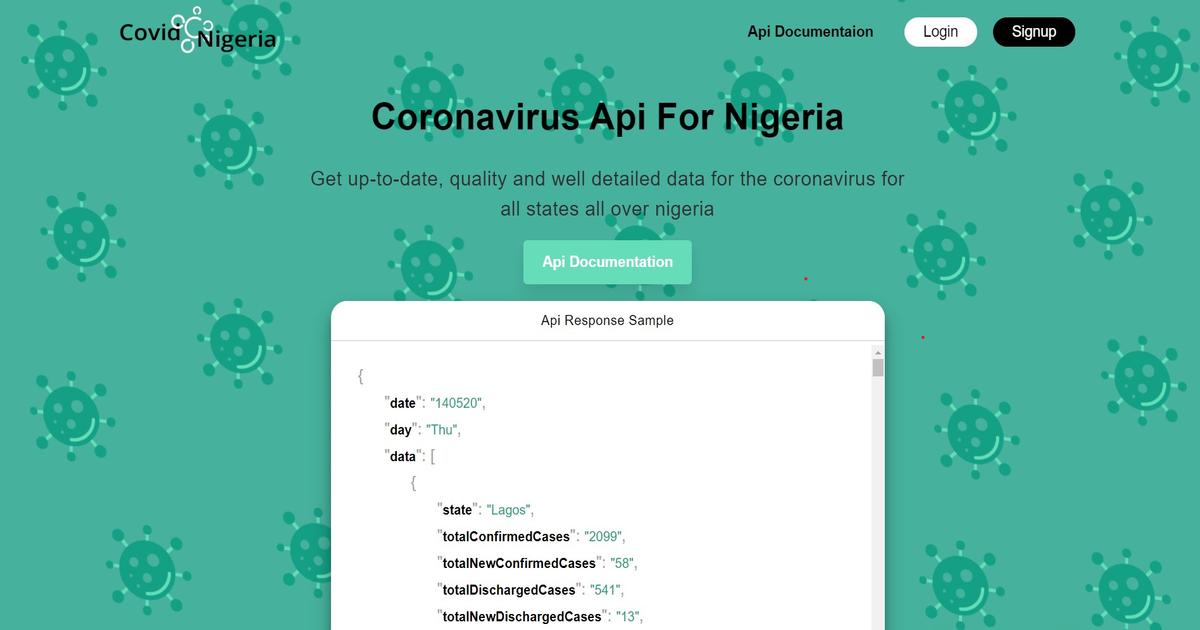 Covid Nigeria
Api Documentaion
Login
Signup
Coronavirus Api For Nigeria
Get up-to-date, quality and well detailed data for the coronavirus for
all states all over nigeria
Api Documentation
Api Response Sample
{
"date": "140520",
"day": "Thu",
"data": [
{
"state": "Lagos",
"totalConfirmedCases": "2099",
"totalNewConfirmedCases": "58",
"totalDischargedCases": "541",
"totalNewDischargedCases": "13",